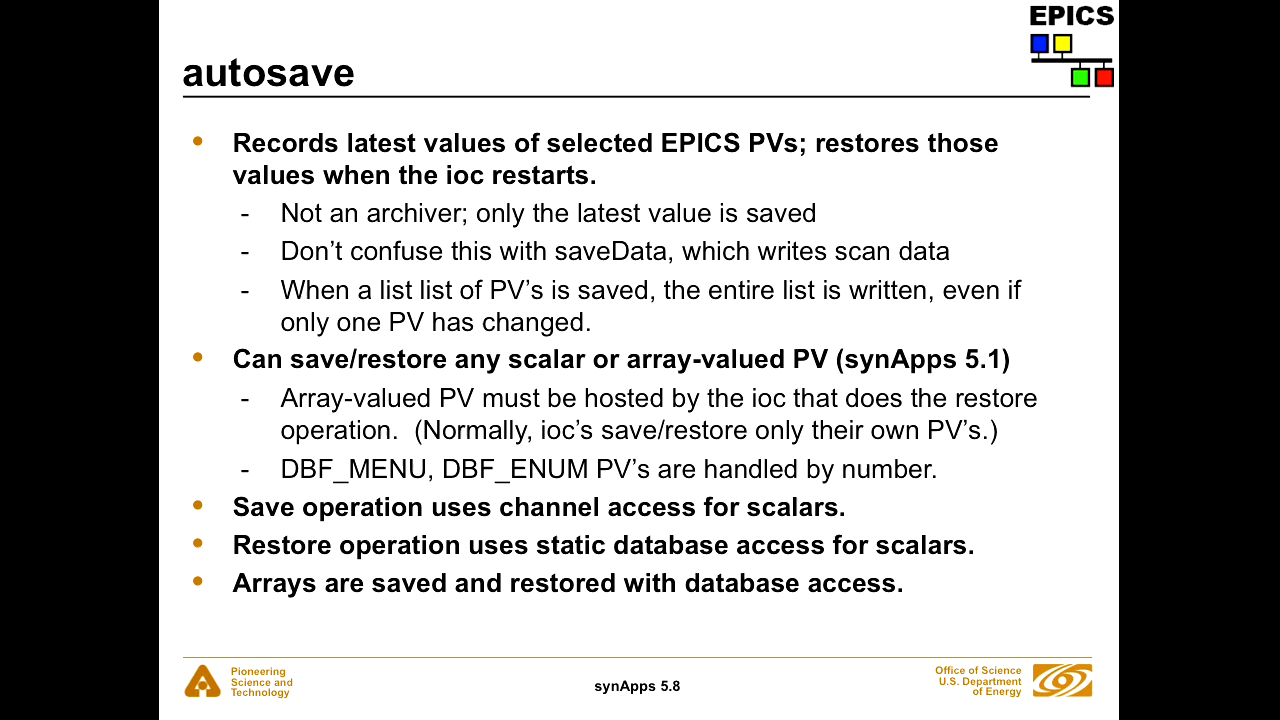 EPICS
autosave
• Records latest values of selected EPICS PVs; restores those
values when the ioc restarts.
- Not an archiver; only the latest value is saved
- Don’t confuse this with saveData, which writes scan data
- When a list list of PV’s is saved, the entire list is written, even if
only one PV has changed.
• Can save/restore any scalar or array-valued PV (synApps 5.1)
- Array-valued PV must be hosted by the ioc that does the restore
operation.  (Normally, ioc’s save/restore only their own PV’s.)
- DBF_MENU, DBF_ENUM PV’s are handled by number.
• Save operation uses channel access for scalars.
• Restore operation uses static database access for scalars.
• Arrays are saved and restored with database access.
Pioneering
Science and
Technology
synApps 5.8
Office of Science
U.S. Department
of Energy